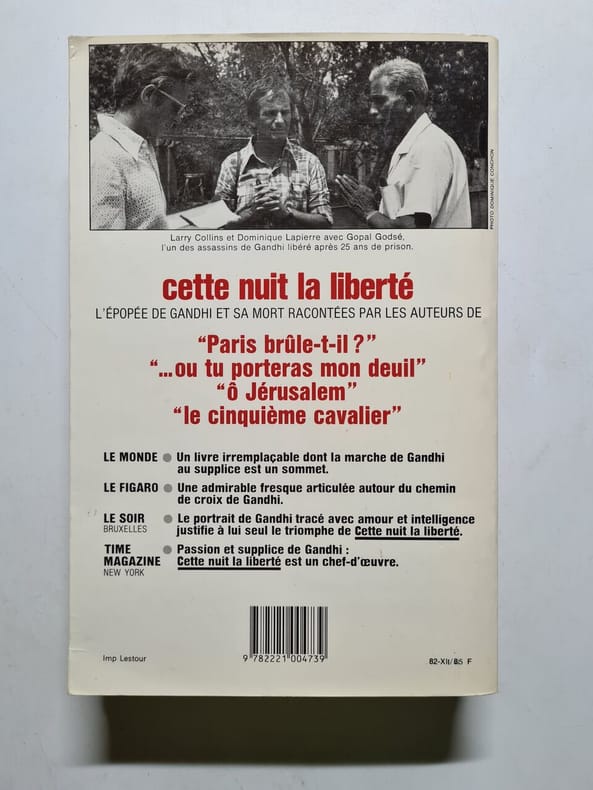 PHOTO DOMINIQUE CONCHON
Larry Collins et Dominique Lapierre avec Gopal Godsé,
l'un des assassins de Gandhi libéré après 25 ans de prison.
cette nuit la liberté
L'ÉPOPÉE DE GANDHI ET SA MORT RACONTÉES PAR LES AUTEURS DE
“Paris brûle-t-il?”
“...ou tu porteras mon deuil”
“ô Jérusalem”
“le cinquième cavalier”
LE MONDE ● Un livre irremplaçable dont la marche de Gandhi
au supplice est un sommet.
LE FIGARO ● Une admirable fresque articulée autour du chemin
de croix de Gandhi.
LE SOIR ● Le portrait de Gandhi tracé avec amour et intelligence
BRUXELLES justifie à lui seul le triomphe de Cette nuit la liberté.
TIME ● Passion et supplice de Gandhi :
MAGAZINE Cette nuit la liberté est un chef-d'œuvre.
NEW YORK
Imp Lestour
9782221004739
82-XII/85 F